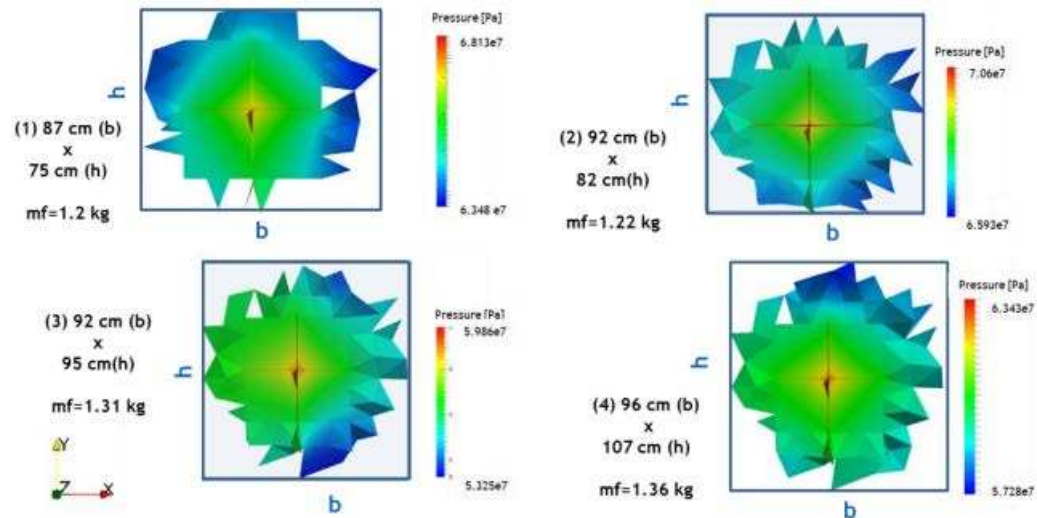 (1) 87 cm (b)
x
75 cm (h)
mf=1.2 kg
h
b
Pressure [Pa]
6.813e7
6.348 e7
(2) 92 cm (b)
x
82 cm(h)
mf=1.22 kg
h
b
Pressure [Pa]
7.06e7
6.593e7
(3) 92 cm (b)
x
95 cm(h)
mf=1.31 kg
h
b
Pressure [Pa]
5.986e7
5.325e7
Y
Z
X
(4) 96 cm (b)
x
107 cm (h)
mf=1.36 kg
h
b
Pressure [Pa]
6.343e7
5.728e7